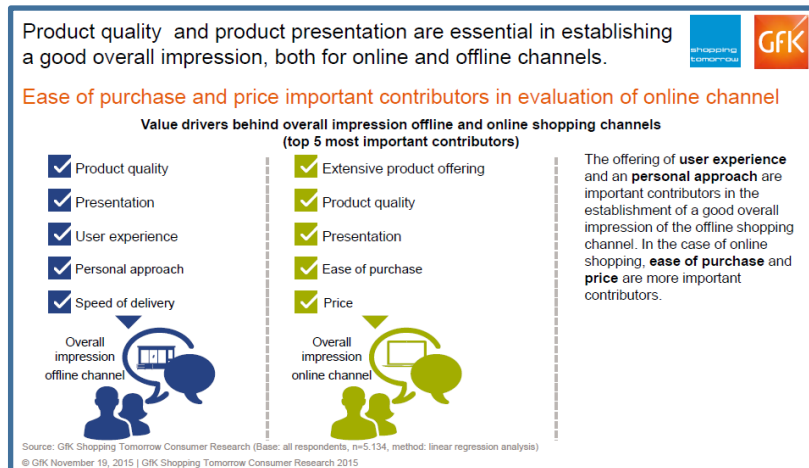 Product quality and product presentation are essential in establishing
a good overall impression, both for online and offline channels.
shopping
tomorrow
GfK
Ease of purchase and price important contributors in evaluation of online channel
Value drivers behind overall impression offline and online shopping channels
(top 5 most important contributors)
Product quality
Presentation
User experience
Personal approach
Speed of delivery
Overall
impression
offline channel
Extensive product offering
Product quality
Presentation
Ease of purchase
Price
Overall
impression
online channel
The offering of user experience
and an personal approach are
important contributors in the
establishment of a good overall
impression of the offline shopping
channel. In the case of online
shopping, ease of purchase and
price are more important
contributors.
Source: GfK Shopping Tomorrow Consumer Research (Base: all respondents, n=5.134, method: linear regression analysis)
© GfK November 19, 2015 | GfK Shopping Tomorrow Consumer Research 2015